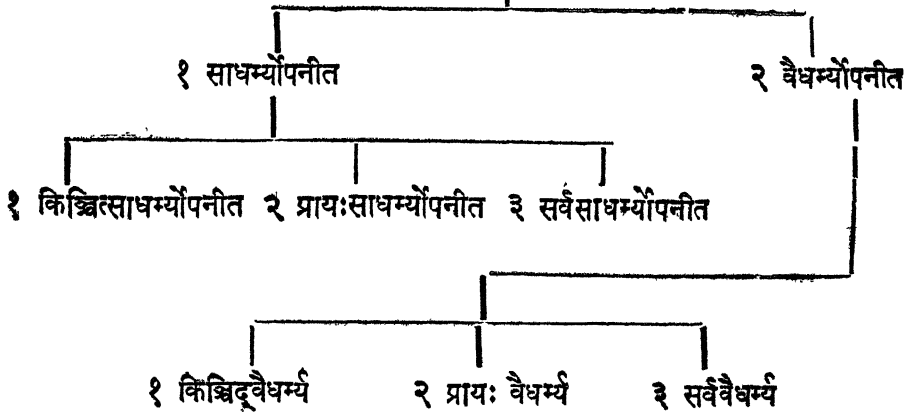 १ साधर्म्योपनीत २ वैधर्म्योपनीत
१ किञ्चित्साधर्म्योपनीत २ प्रायःसाधर्म्योपनीत ३ सर्वसाधर्म्योपनीत
१ किञ्चिद्वैधर्म्य २ प्रायः वैधर्म्य ३ सर्ववैधर्म्य